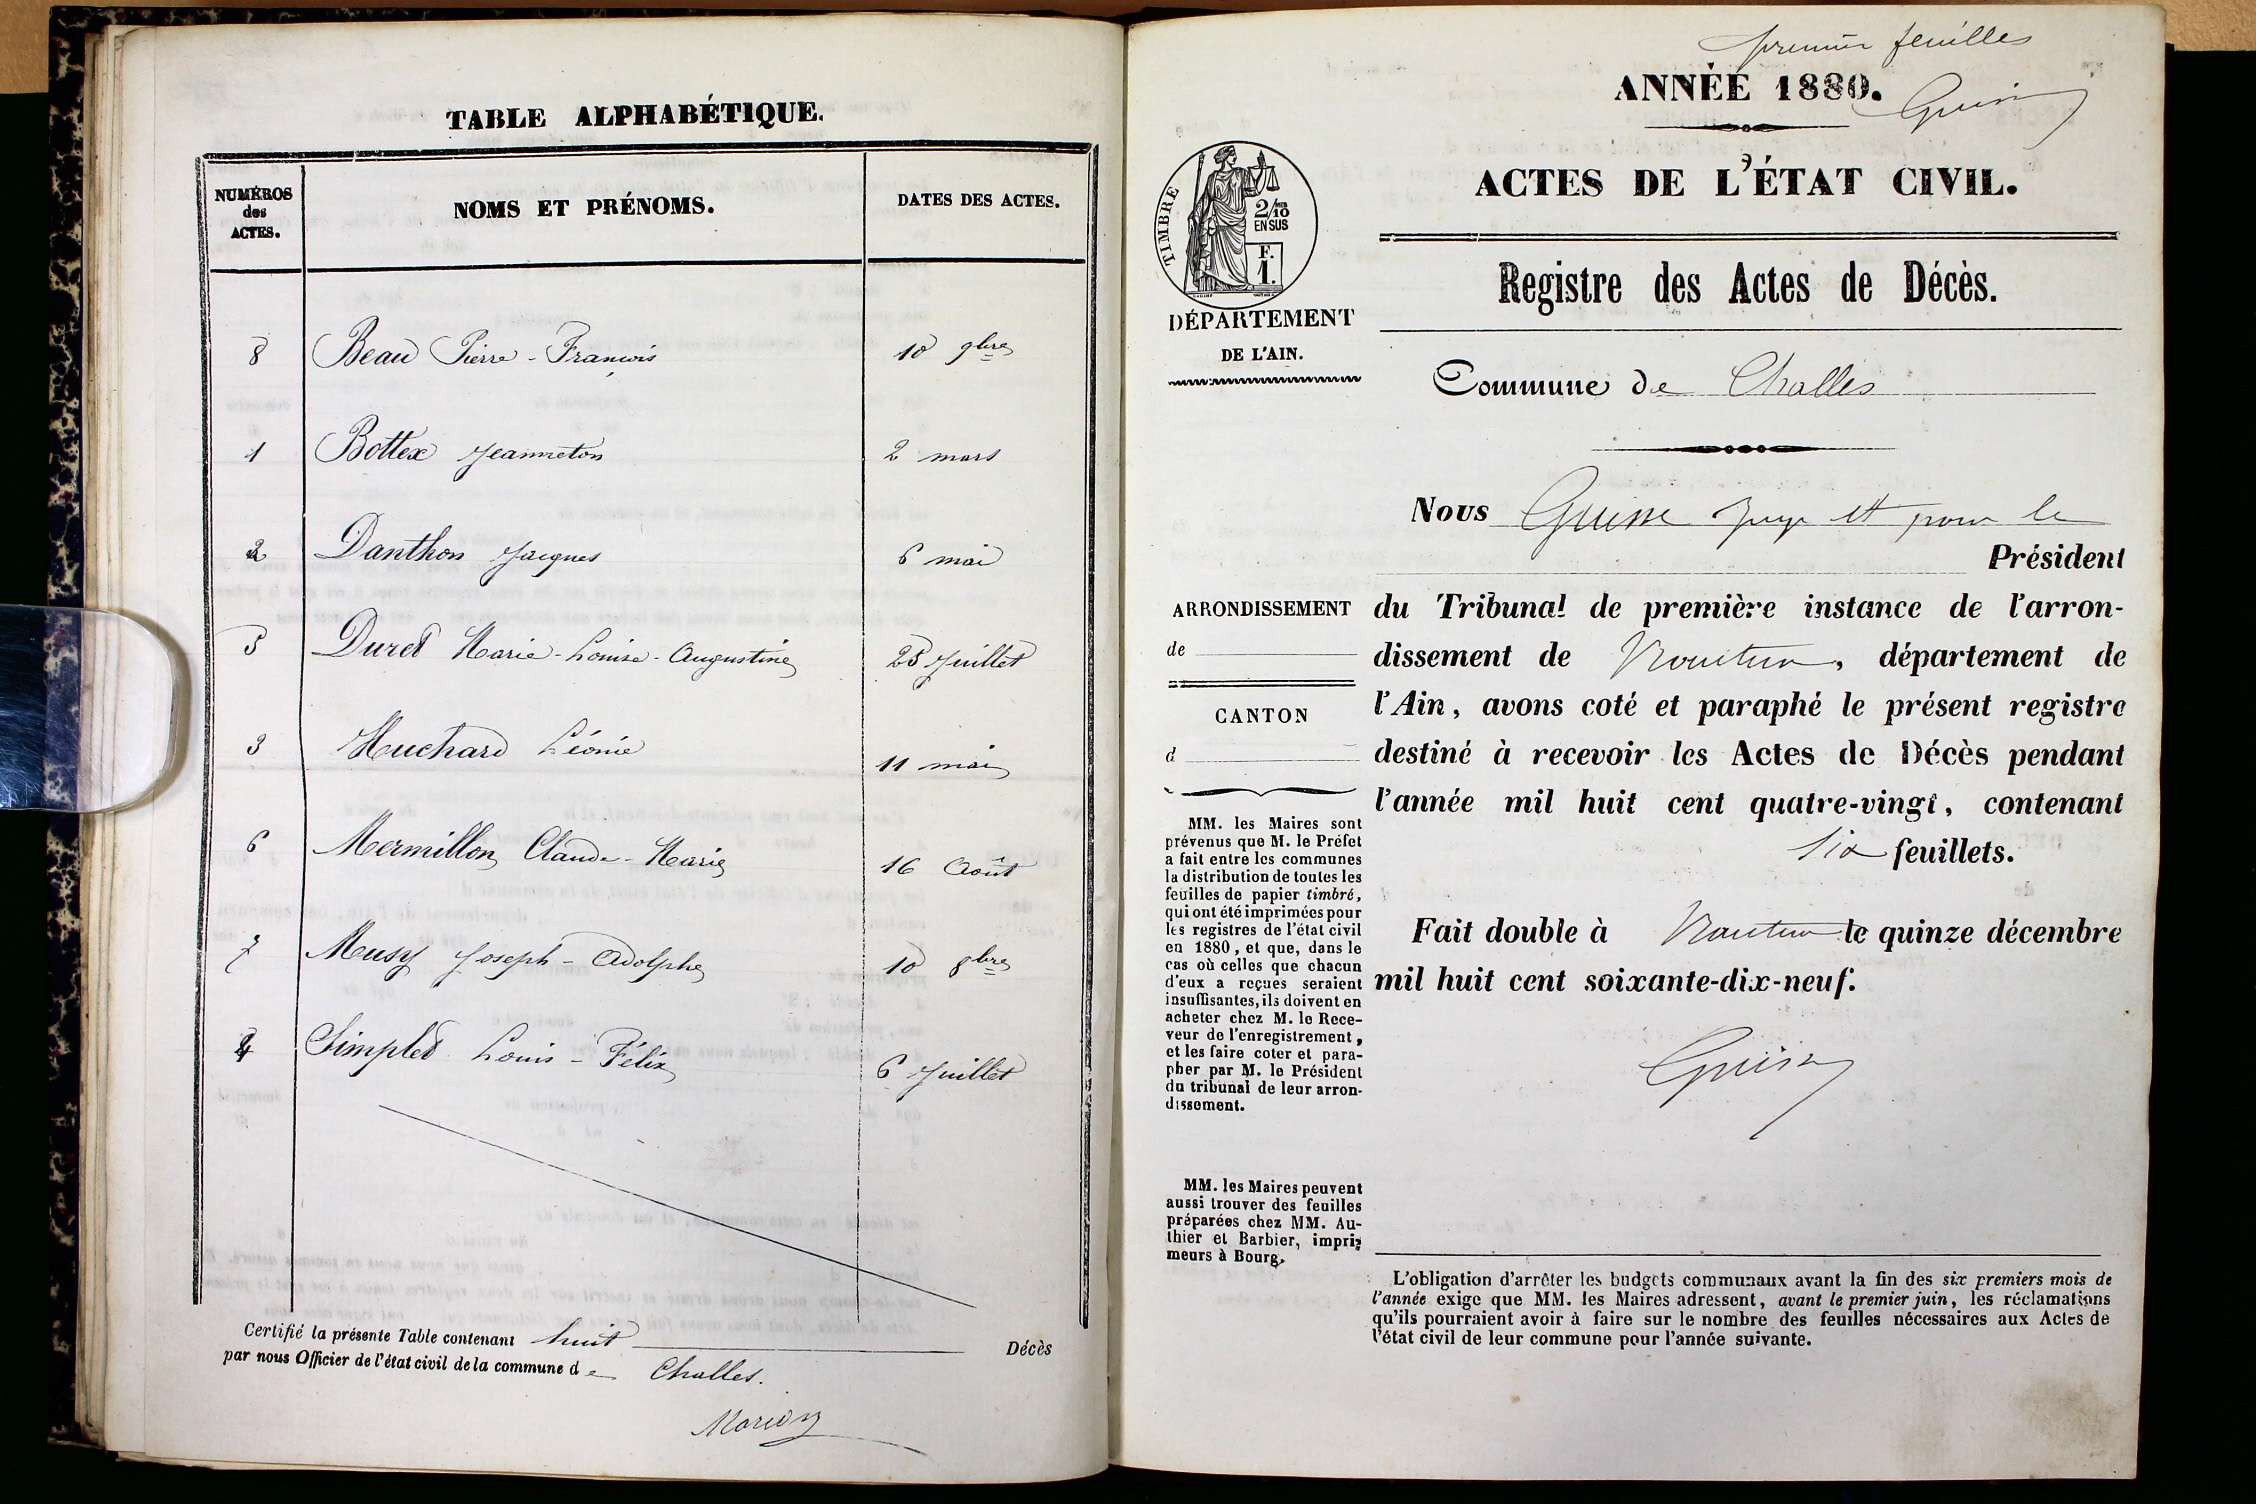 TABLE ALPHABÉTIQUE.
NUMÉROS des ACTES. NOMS ET PRÉNOMS. DATES DES ACTES.
8 Beau Pierre-François 10 9bre
1 Bottex Jeanneton 2 mars
2 Danthon Jacques 6 mai
5 Duret Marie-Louise-Augustine 25 Juillet
3 Huchard Léonie 11 mai
6 Mermillon Claude-Marie 16 Août
7 Musy Joseph-Adolphe 10 8bre
4 Simplet Louis-Félix 6 Juillet
Certifié la présente Table contenant huit Décès
par nous Officier de l'état civil de la commune de Challes.
premier feuilles
ANNÉE 1880.
ACTES DE L'ÉTAT CIVIL.
Registre des Actes de Décès.
TIMBRE
2/10 EN SUS
F. 1.
DÉPARTEMENT
DE L'AIN.
Commune de Challes
Nous juge et pour le
Président
du Tribunal de première instance de l'arron-
dissement de Nantua, département de
l'Ain, avons coté et paraphé le présent registre
destiné à recevoir les Actes de Décès pendant
l'année mil huit cent quatre-vingt, contenant
six feuillets.
Fait double à Nantua le quinze décembre
mil huit cent soixante-dix-neuf.
ARRONDISSEMENT
de
CANTON
d
MM. les Maires sont
prévenus que M. le Préfet
a fait entre les communes
la distribution de toutes les
feuilles de papier timbré,
qui ont été imprimées pour
les registres de l'état civil
en 1880, et que, dans le
cas où celles que chacun
d'eux a reçues seraient
insuffisantes, ils doivent en
acheter chez M. le Rece-
veur de l'enregistrement,
et les faire coter et para-
pher par M. le Président
du tribunal de leur arron-
dissement.
MM. les Maires peuvent
aussi trouver des feuilles
préparées chez MM. Au-
thier et Barbier, impri-
meurs à Bourg.
L'obligation d'arrêter les budgets communaux avant la fin des six premiers mois de
l'année exige que MM. les Maires adressent, avant le premier juin, les réclamations
qu'ils pourraient avoir à faire sur le nombre des feuilles nécessaires aux Actes de
l'état civil de leur commune pour l'année suivante.